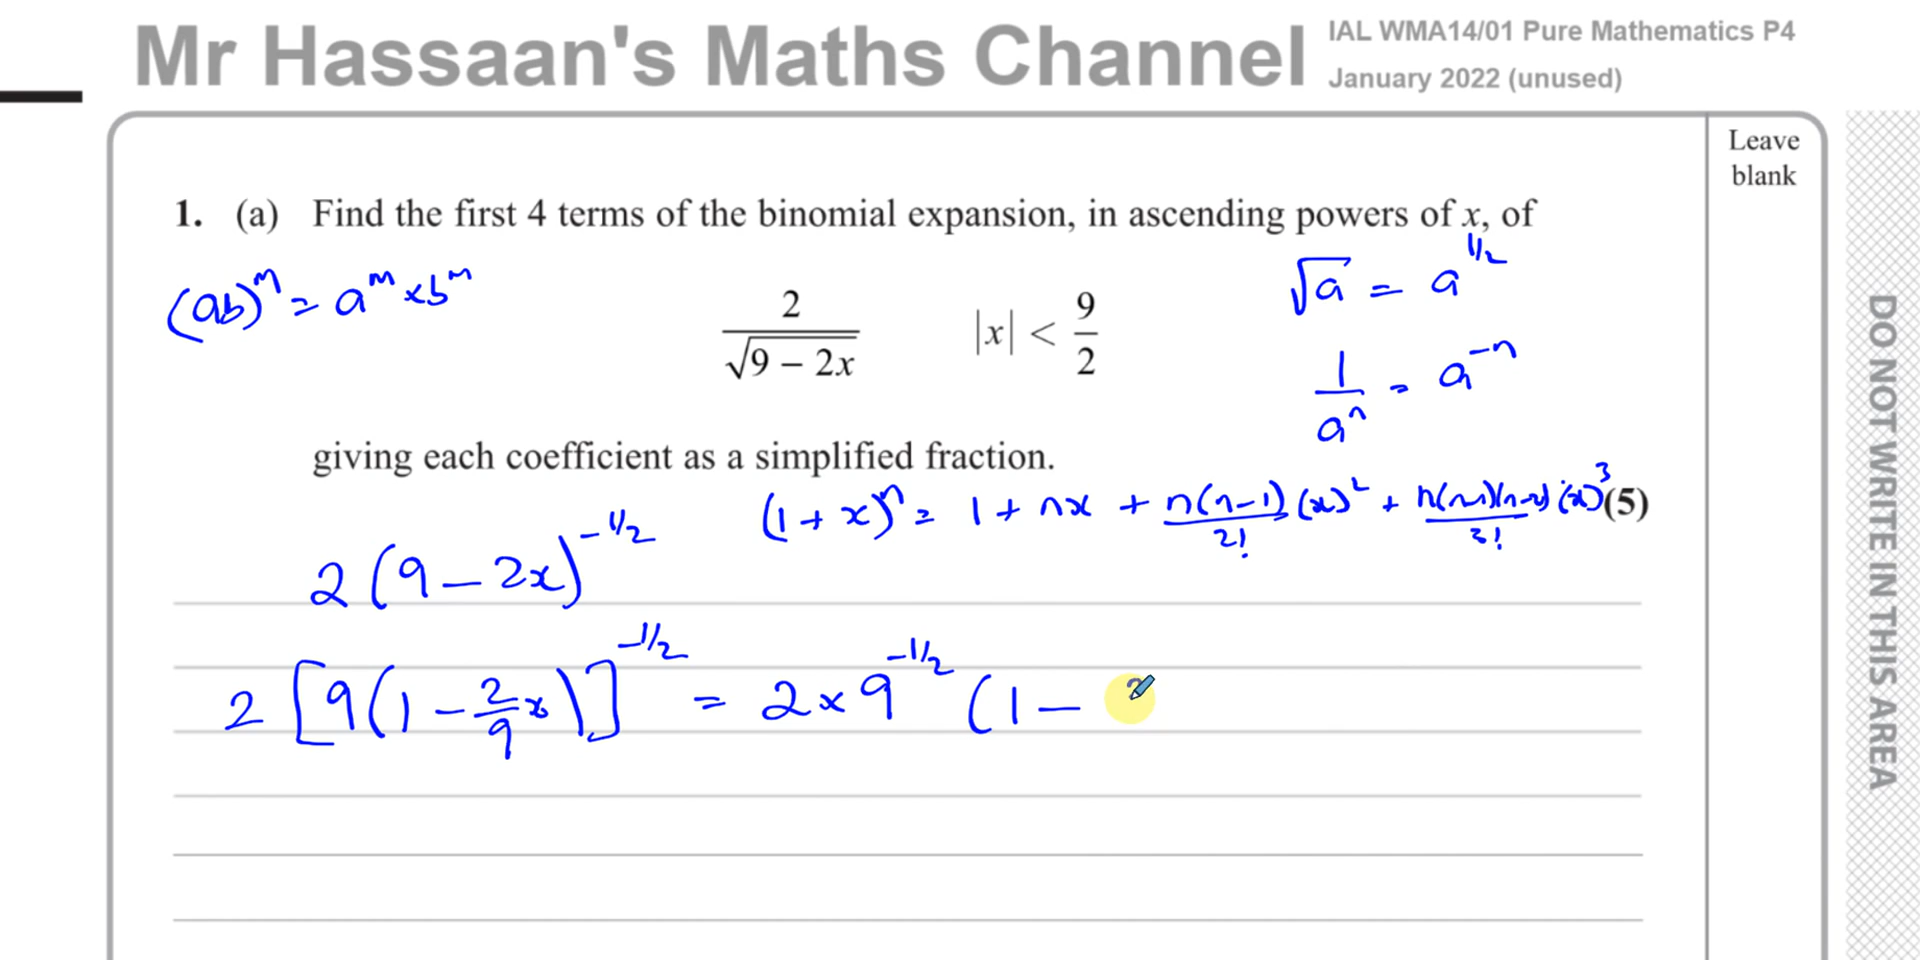 Mr Hassaan's Maths Channel
IAL WMA14/01 Pure Mathematics P4
January 2022 (unused)
Leave
blank
1. (a) Find the first 4 terms of the binomial expansion, in ascending powers of x, of
(ab)^m = a^m × b^m
√a = a^1/2
2/√(9 – 2x) |x| < 9/2
1/a^n = a^-n
giving each coefficient as a simplified fraction.
(1 + x)^n = 1 + nx + n(n-1)/2! (x)^2 + n(n-1)(n-2)/3! (x)^3 (5)
2(9 - 2x)^-1/2
2[9(1 - 2/9 x)]^-1/2 = 2 × 9^-1/2 (1 -
DO NOT WRITE IN THIS AREA